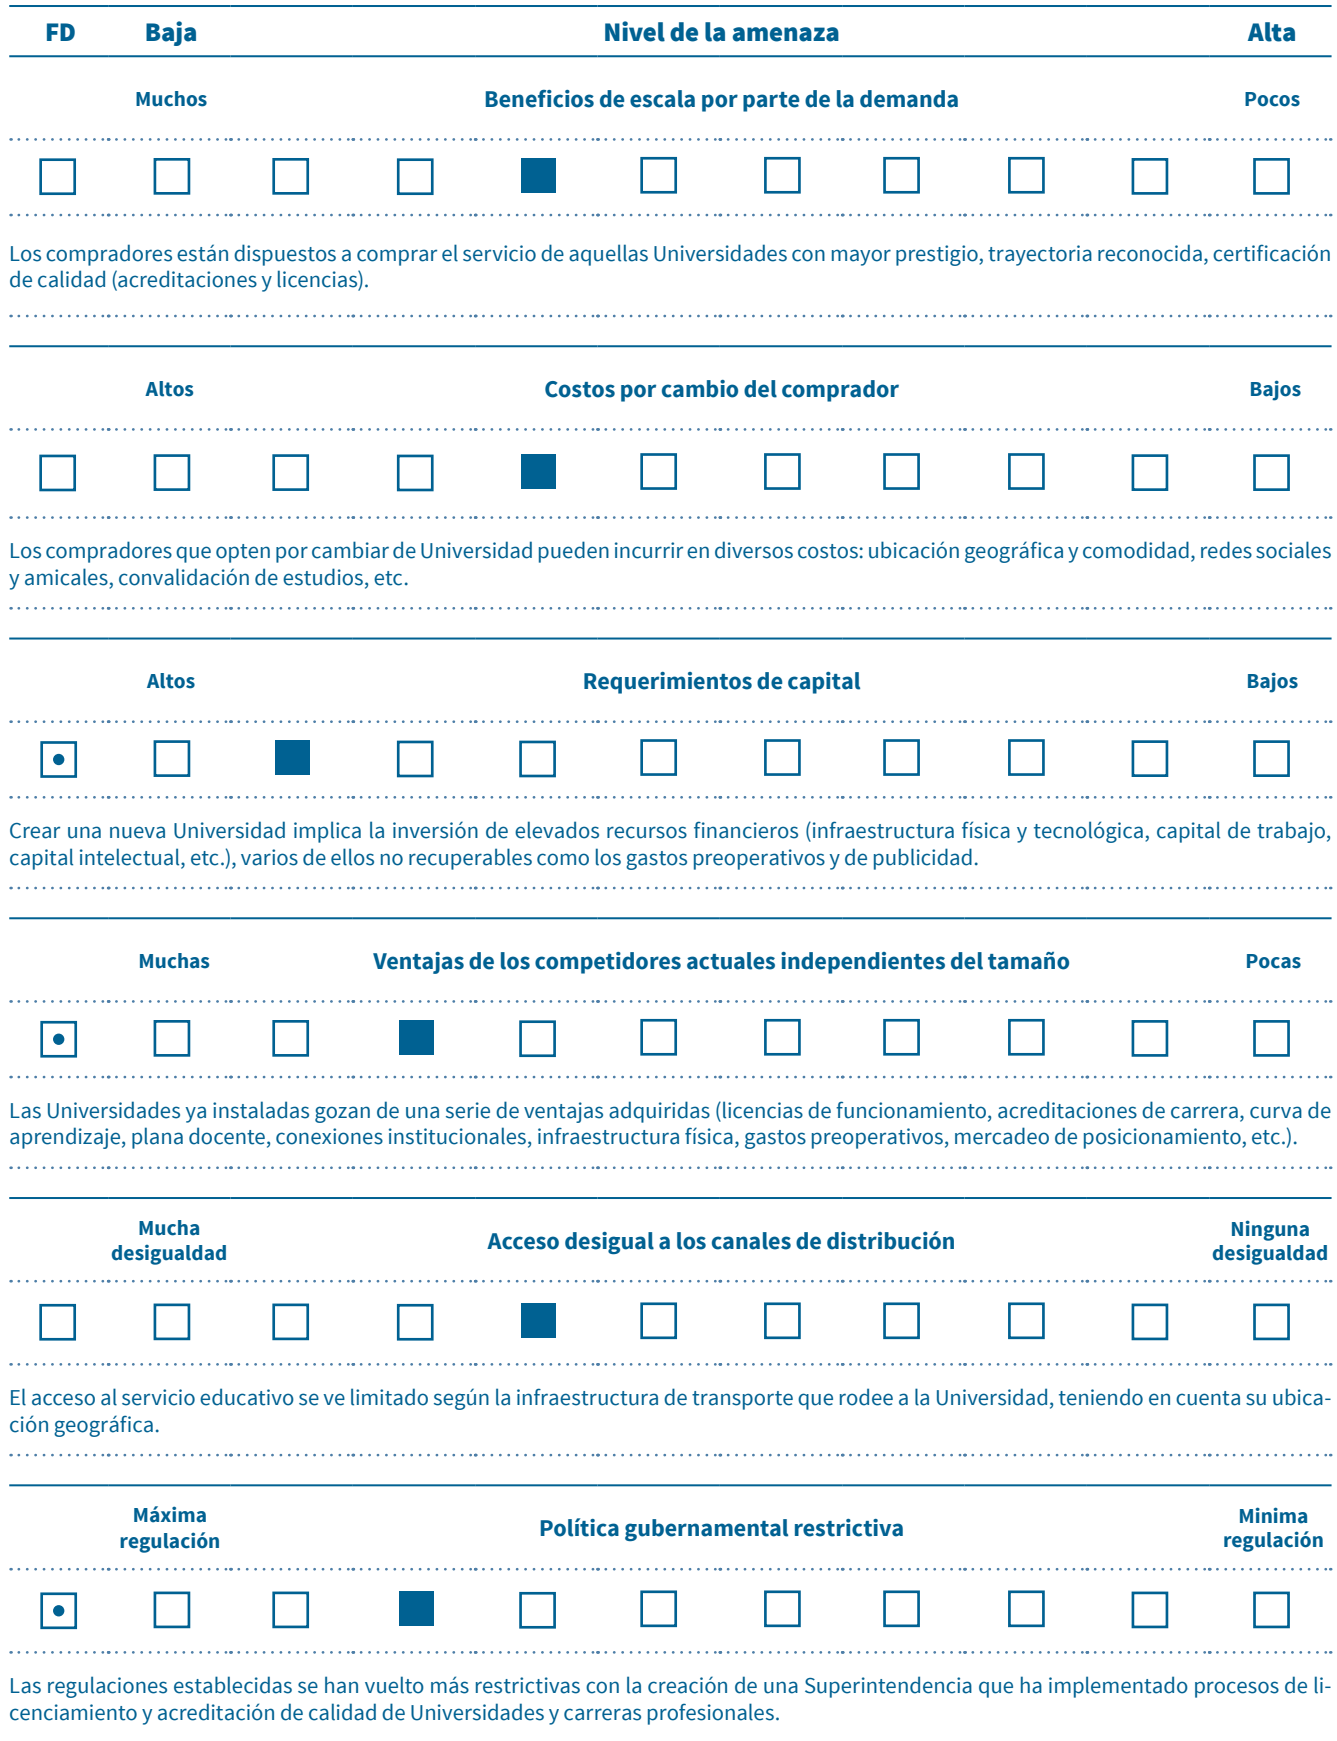 FD Baja Nivel de la amenaza Alta
Muchos Beneficios de escala por parte de la demanda Pocos
Los compradores están dispuestos a comprar el servicio de aquellas Universidades con mayor prestigio, trayectoria reconocida, certificación
de calidad (acreditaciones y licencias).
Altos Costos por cambio del comprador Bajos
Los compradores que opten por cambiar de Universidad pueden incurrir en diversos costos: ubicación geográfica y comodidad, redes sociales
y amicales, convalidación de estudios, etc.
Altos Requerimientos de capital Bajos
Crear una nueva Universidad implica la inversión de elevados recursos financieros (infraestructura física y tecnológica, capital de trabajo,
capital intelectual, etc.), varios de ellos no recuperable como los gastos preoperativos y de publicidad.
Muchas Ventajas de los competidores actuales independientes del tamaño Pocas
Las Universidades ya instaladas gozan de una serie de ventajas adquiridas (licencias de funcionamiento, acreditaciones de carrera, curva de
aprendizaje, plana docente, conexiones institucionales, infraestructura física, gastos preoperativos, mercadeo de posicionamiento, etc.).
Mucha
desigualdad
Acceso desigual a los canales de distribución
Ninguna
desigualdad
El acceso al servicio educativo se ve limitado según la infraestructura de transporte que rodee a la Universidad, teniendo en cuenta su ubica-
ción geográfica.
Máxima
regulación
Política gubernamental restrictiva
Minima
regulación
Las regulaciones establecidas se han vuelto más restrictivas con la creación de una Superintendencia que ha implementado procesos de li-
cenciamiento y acreditación de calidad de Universidades y carreras profesionales.